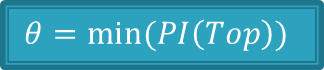 θ = min(PI(Top))